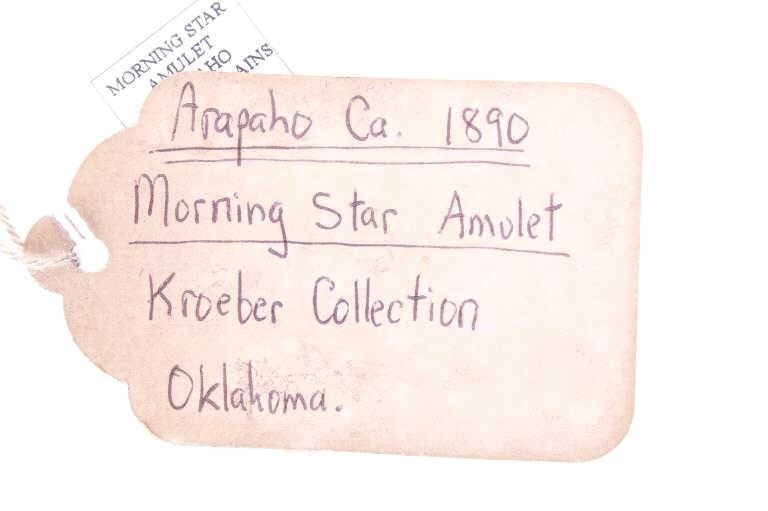 MORNING STAR
AMULET
Arapaho Ca. 1890
Morning Star Amulet
Kroeber Collection
Oklahoma.